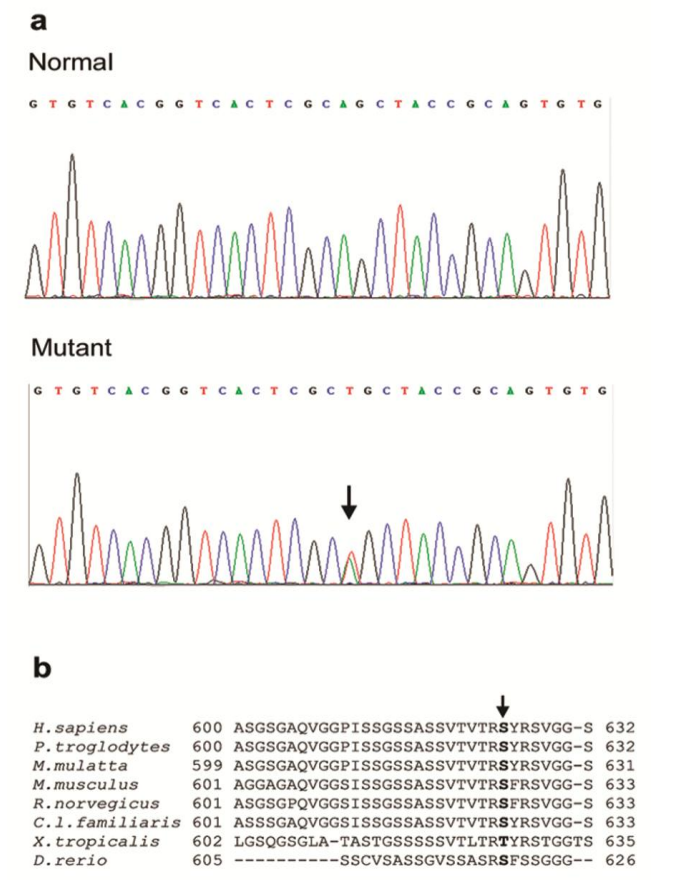 a
Normal
G T G T C A C G G T C A C T C G C A G C T A C C G C A G T G T G
Mutant
G T G T C A C G G T C A C T C G C T G C T A C C G C A G T G T G
b
H.sapiens 600 ASGSGAQVGGPISSGSSASSVTVTRSYRSVGG-S 632
P.troglodytes 600 ASGSGAQVGGPISSGSSASSVTVTRSYRSVGG-S 632
M.mulatta 599 ASGSGAQVGGPISSGSSASSVTVTRSYRSVGG-S 631
M.musculus 601 AGGAGAQVGGSISSGSSASSVTVTRSFRSVGG-S 633
R.norvegicus 601 ASGSGPQVGGSISSGSSASSVTVTRSFRSVGG-S 633
C.l.familiaris 601 ASSSGAQVGGSISSGSSASSVTVTRSYRSVGG-S 633
X.tropicalis 602 LGSQGSGLA-TASTGSSSSSVTLTRTYRSTGGTS 635
D.rerio 605 ----------SSCVSASSGVSSASRSFSSGGG-- 626